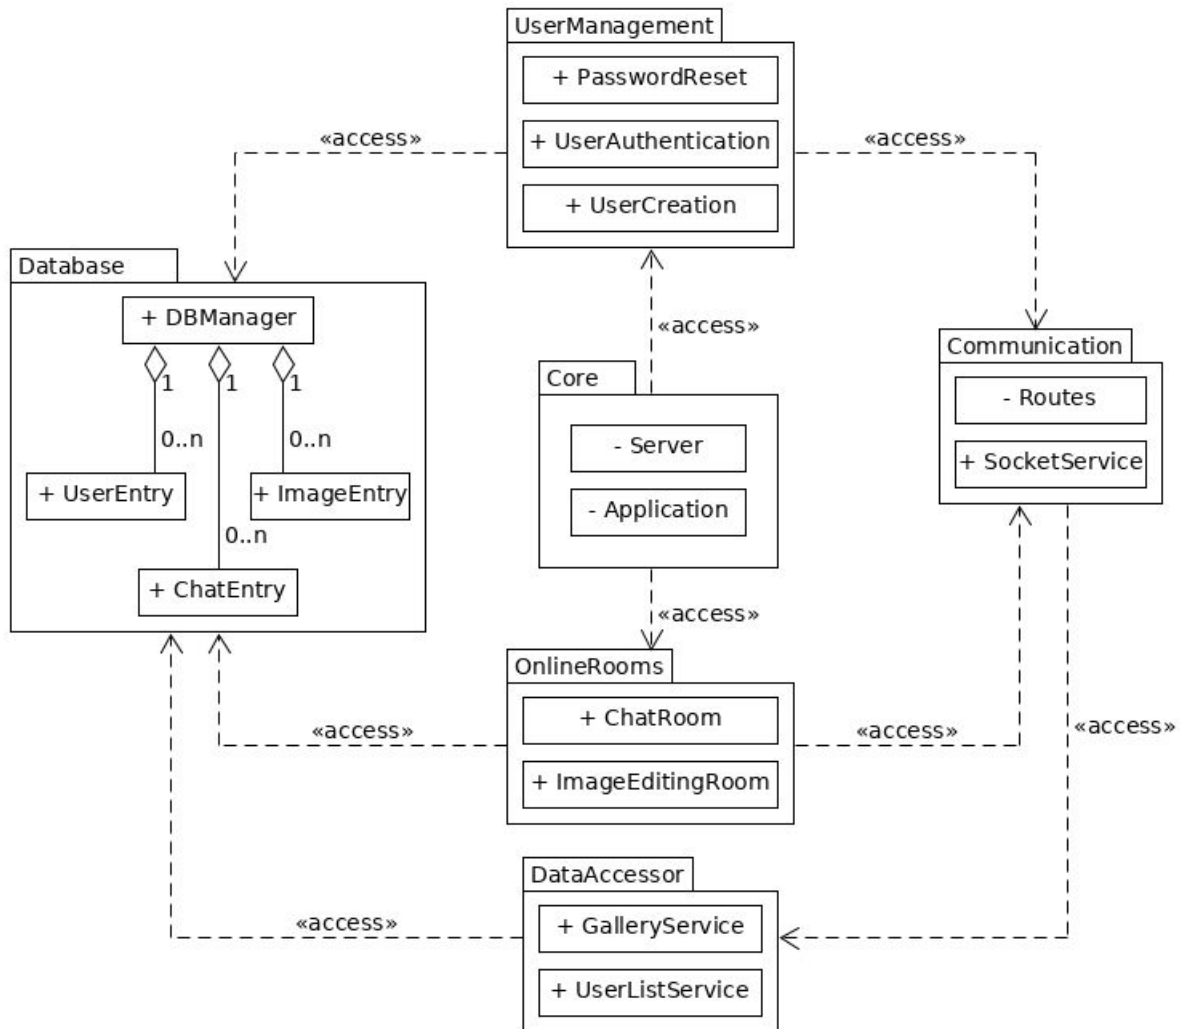 UserManagement
+ PasswordReset
+ UserAuthentication
+ UserCreation
«access»
«access»
Database
+ DBManager
1
1
1
0..n
0..n
+ UserEntry
+ ImageEntry
0..n
+ ChatEntry
«access»
Core
- Server
- Application
«access»
Communication
- Routes
+ SocketService
OnlineRooms
+ ChatRoom
+ ImageEditingRoom
«access»
«access»
«access»
DataAccessor
+ GalleryService
+ UserListService
«access»